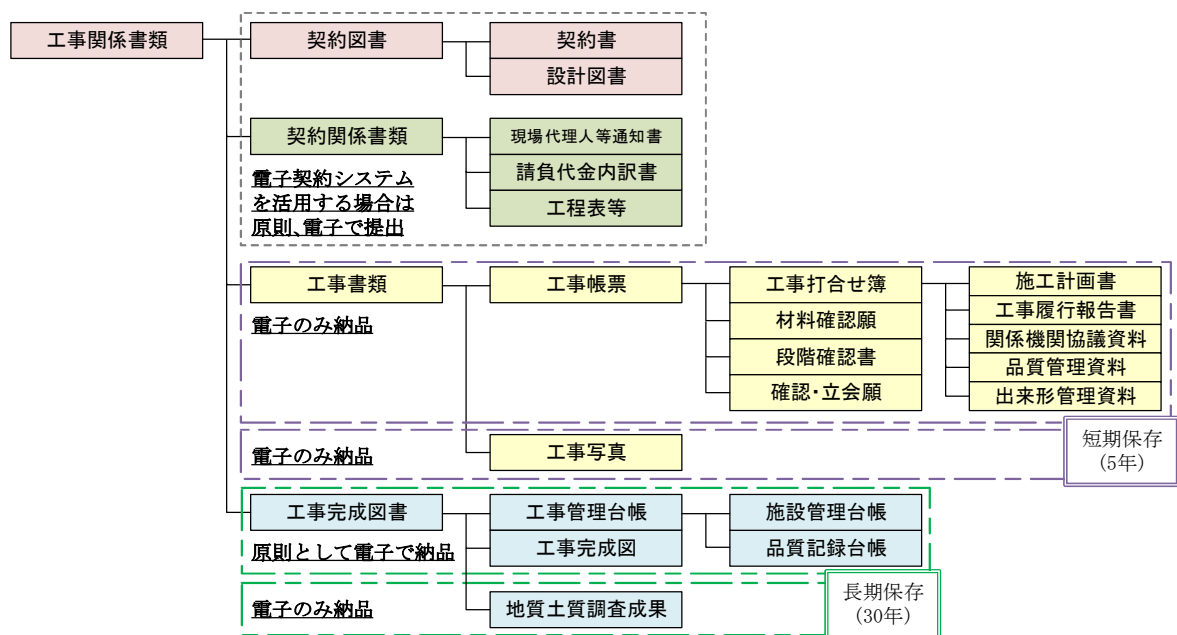 工事関係書類
契約図書
契約書
設計図書
契約関係書類
現場代理人等通知書
請負代金内訳書
工程表等
電子契約システム
を活用する場合は
原則、電子で提出
工事書類
工事帳票
工事打合せ簿
施工計画書
工事履行報告書
関係機関協議資料
品質管理資料
出来形管理資料
材料確認願
段階確認書
確認・立会願
電子のみ納品
工事写真
電子のみ納品
短期保存
(5年)
工事完成図書
工事管理台帳
施設管理台帳
品質記録台帳
工事完成図
原則として電子で納品
地質土質調査成果
電子のみ納品
長期保存
(30年)